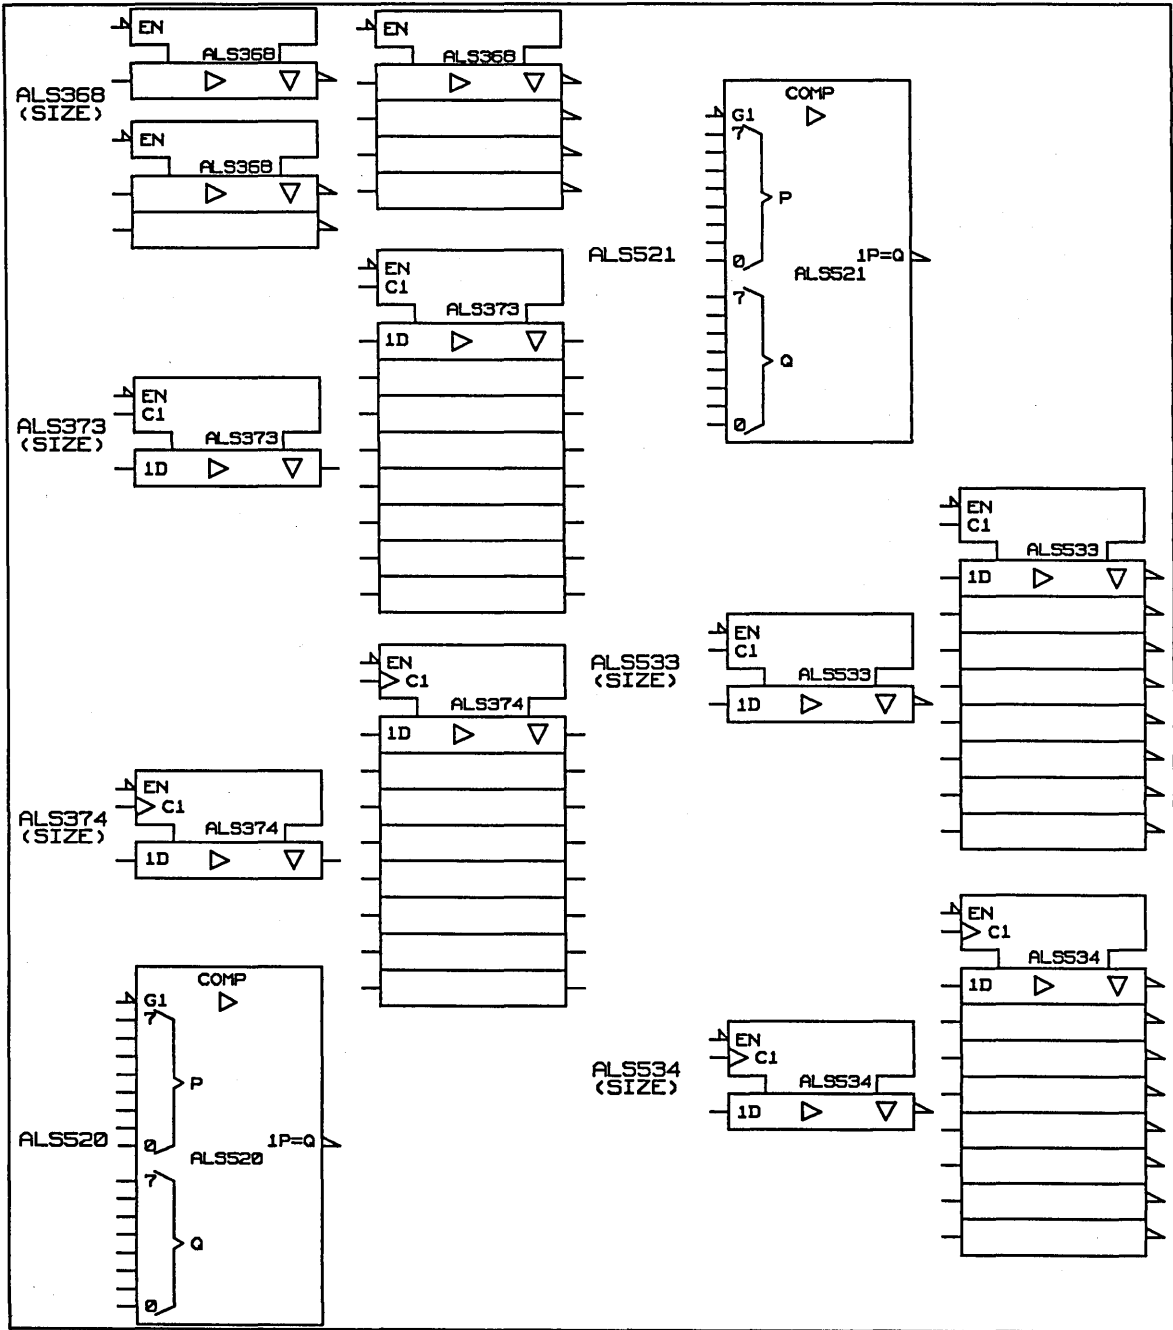 EN
ALS368
ALS368
(SIZE)
EN
ALS368
EN
ALS368
EN
C1
ALS373
1D
ALS373
(SIZE)
EN
C1
ALS373
1D
EN
C1
ALS374
1D
ALS374
(SIZE)
EN
C1
ALS374
1D
COMP
G1
7
P
0
1P=Q
ALS520
ALS520
7
Q
0
COMP
G1
7
P
0
1P=Q
ALS521
ALS521
7
Q
0
EN
C1
ALS533
1D
ALS533
(SIZE)
EN
C1
ALS533
1D
EN
C1
ALS534
1D
ALS534
(SIZE)
EN
C1
ALS534
1D